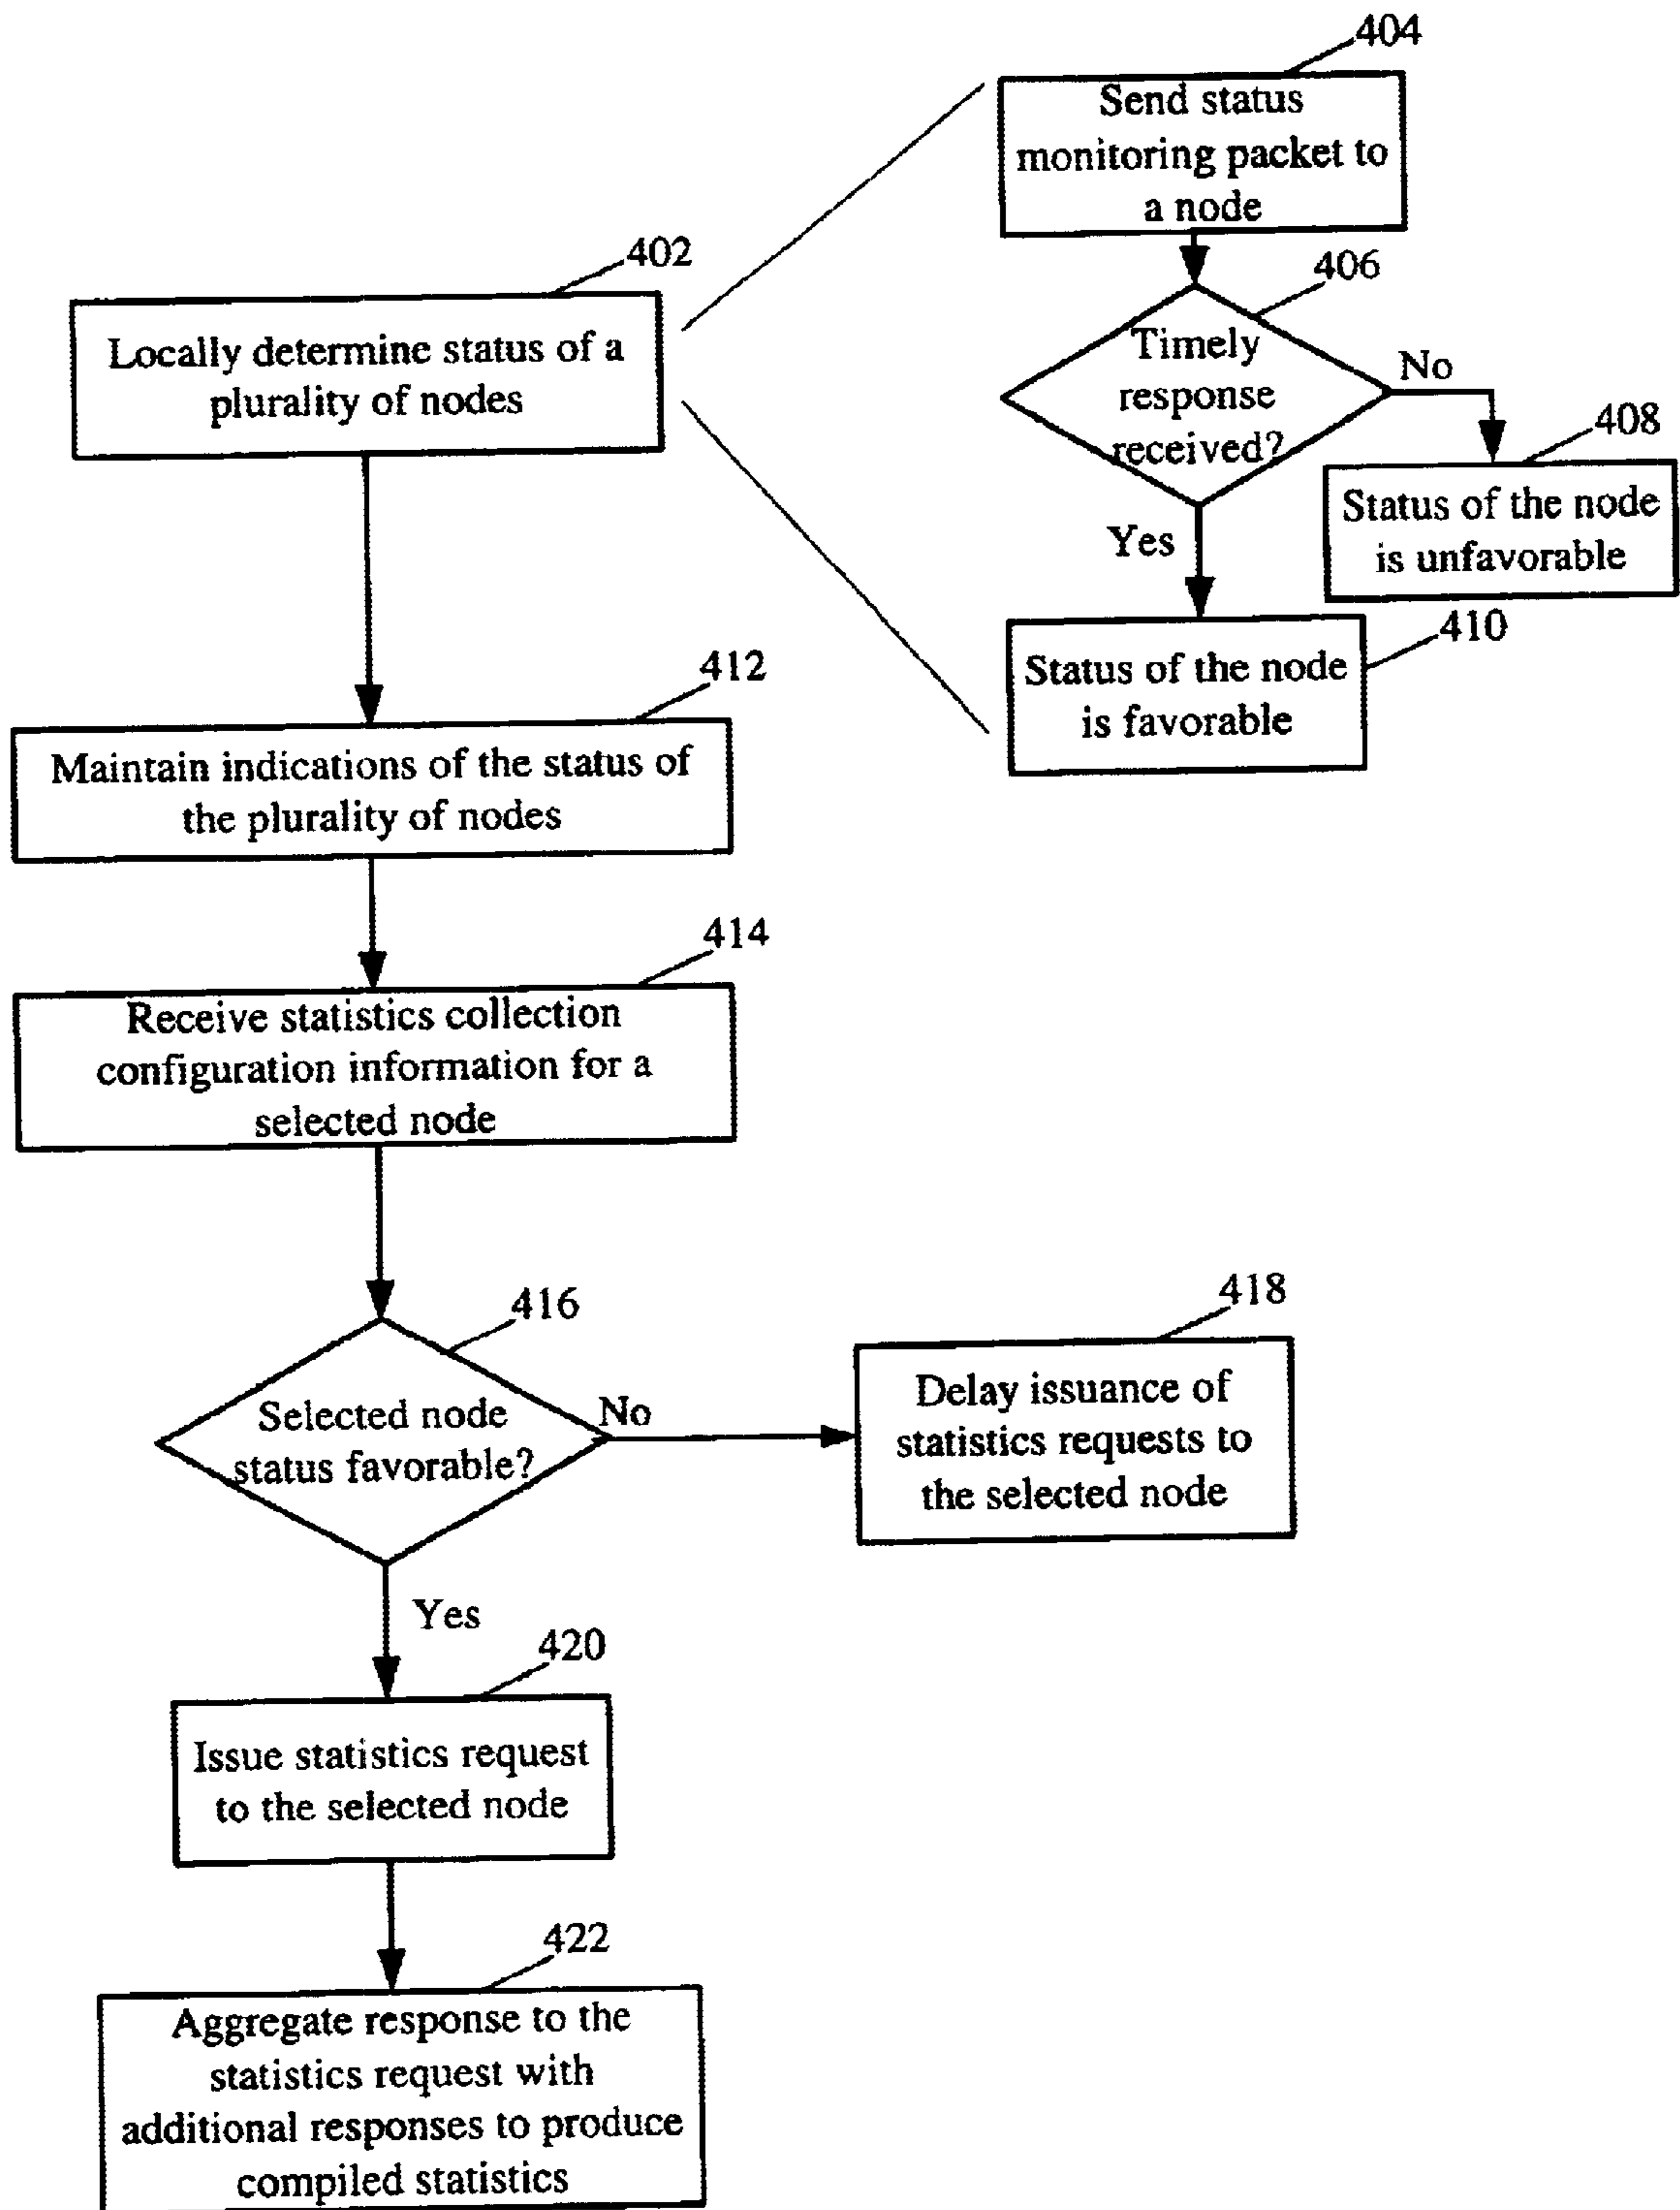 404
Send status
monitoring packet to
a node
402
Locally determine status of a
plurality of nodes
406
Timely
response
received?
No
408
Status of the node
is unfavorable
Yes
410
Status of the node
is favorable
412
Maintain indications of the status of
the plurality of nodes
414
Receive statistics collection
configuration information for a
selected node
416
Selected node
status favorable?
No
418
Delay issuance of
statistics requests to
the selected node
Yes
420
Issue statistics request
to the selected node
422
Aggregate response to the
statistics request with
additional responses to produce
compiled statistics